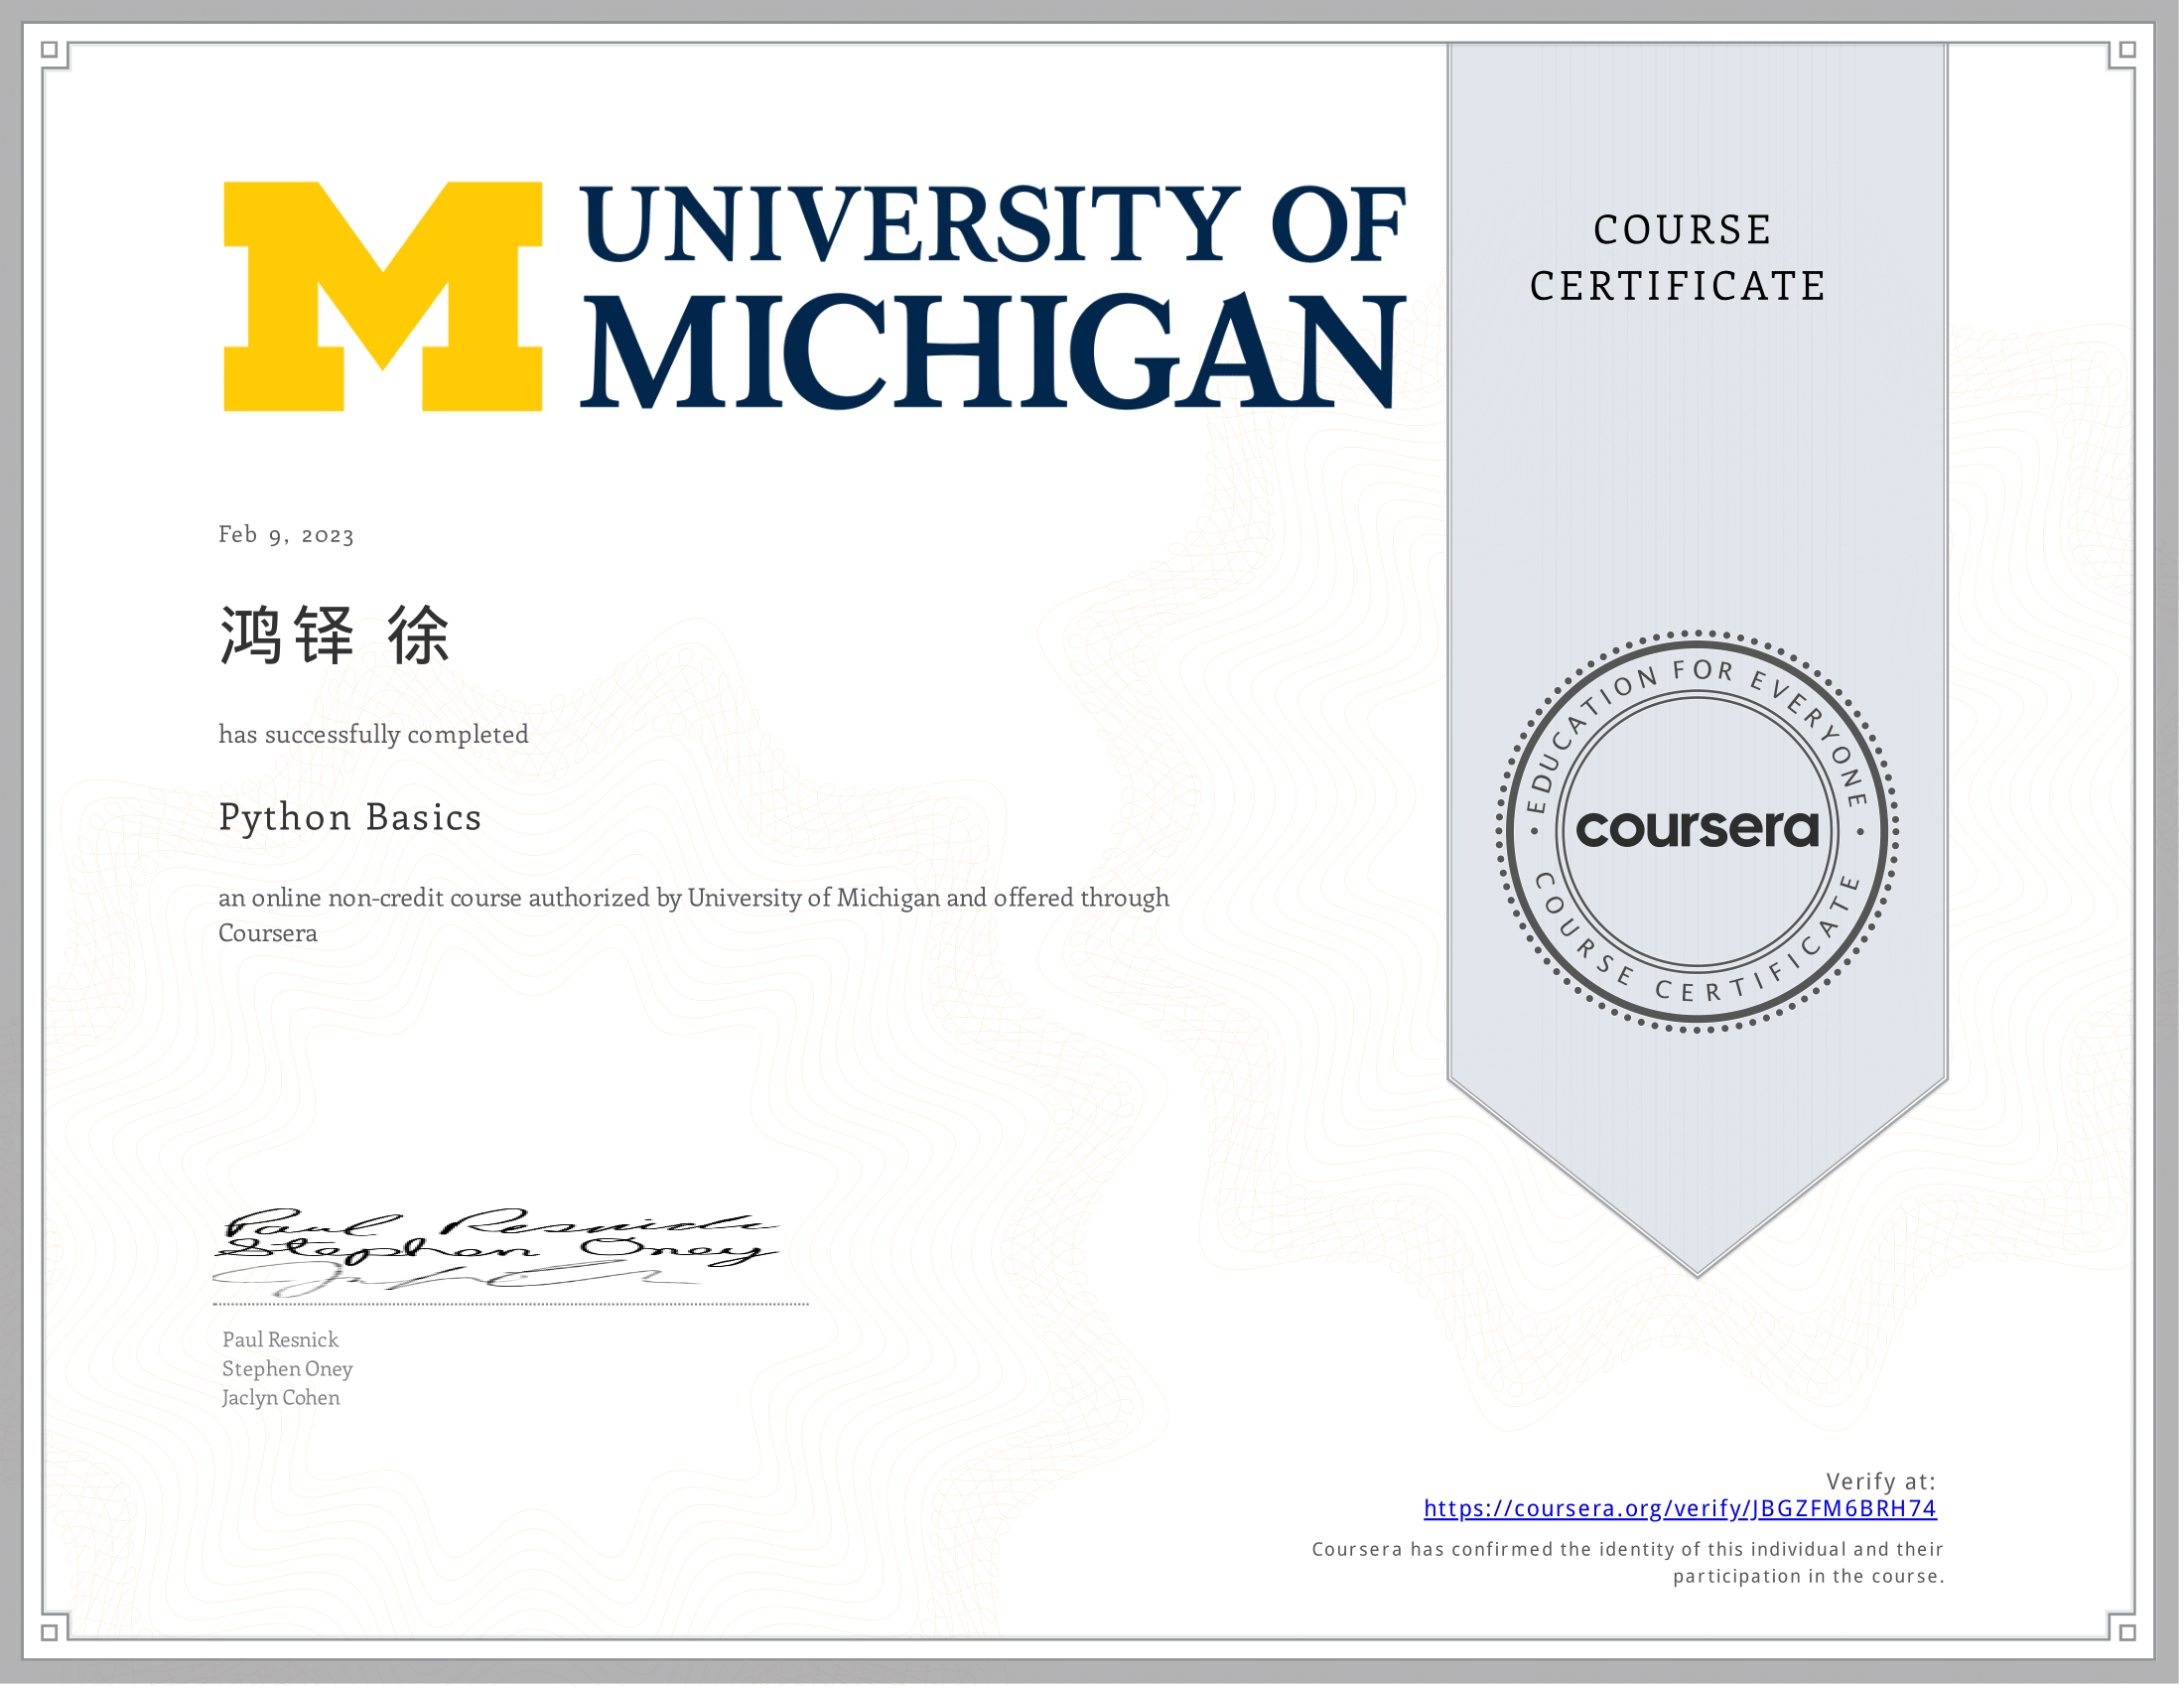 UNIVERSITY OF
MICHIGAN
COURSE
CERTIFICATE
Feb 9, 2023
鸿铎 徐
has successfully completed
Python Basics
an online non-credit course authorized by University of Michigan and offered through
Coursera
EDUCATION FOR EVERYONE
coursera
COURSE CERTIFICATE
Paul Resnick
Stephen Oney
Paul Resnick
Stephen Oney
Jaclyn Cohen
Verify at:
https://coursera.org/verify/JBGZFM6BRH74
Coursera has confirmed the identity of this individual and their
participation in the course.